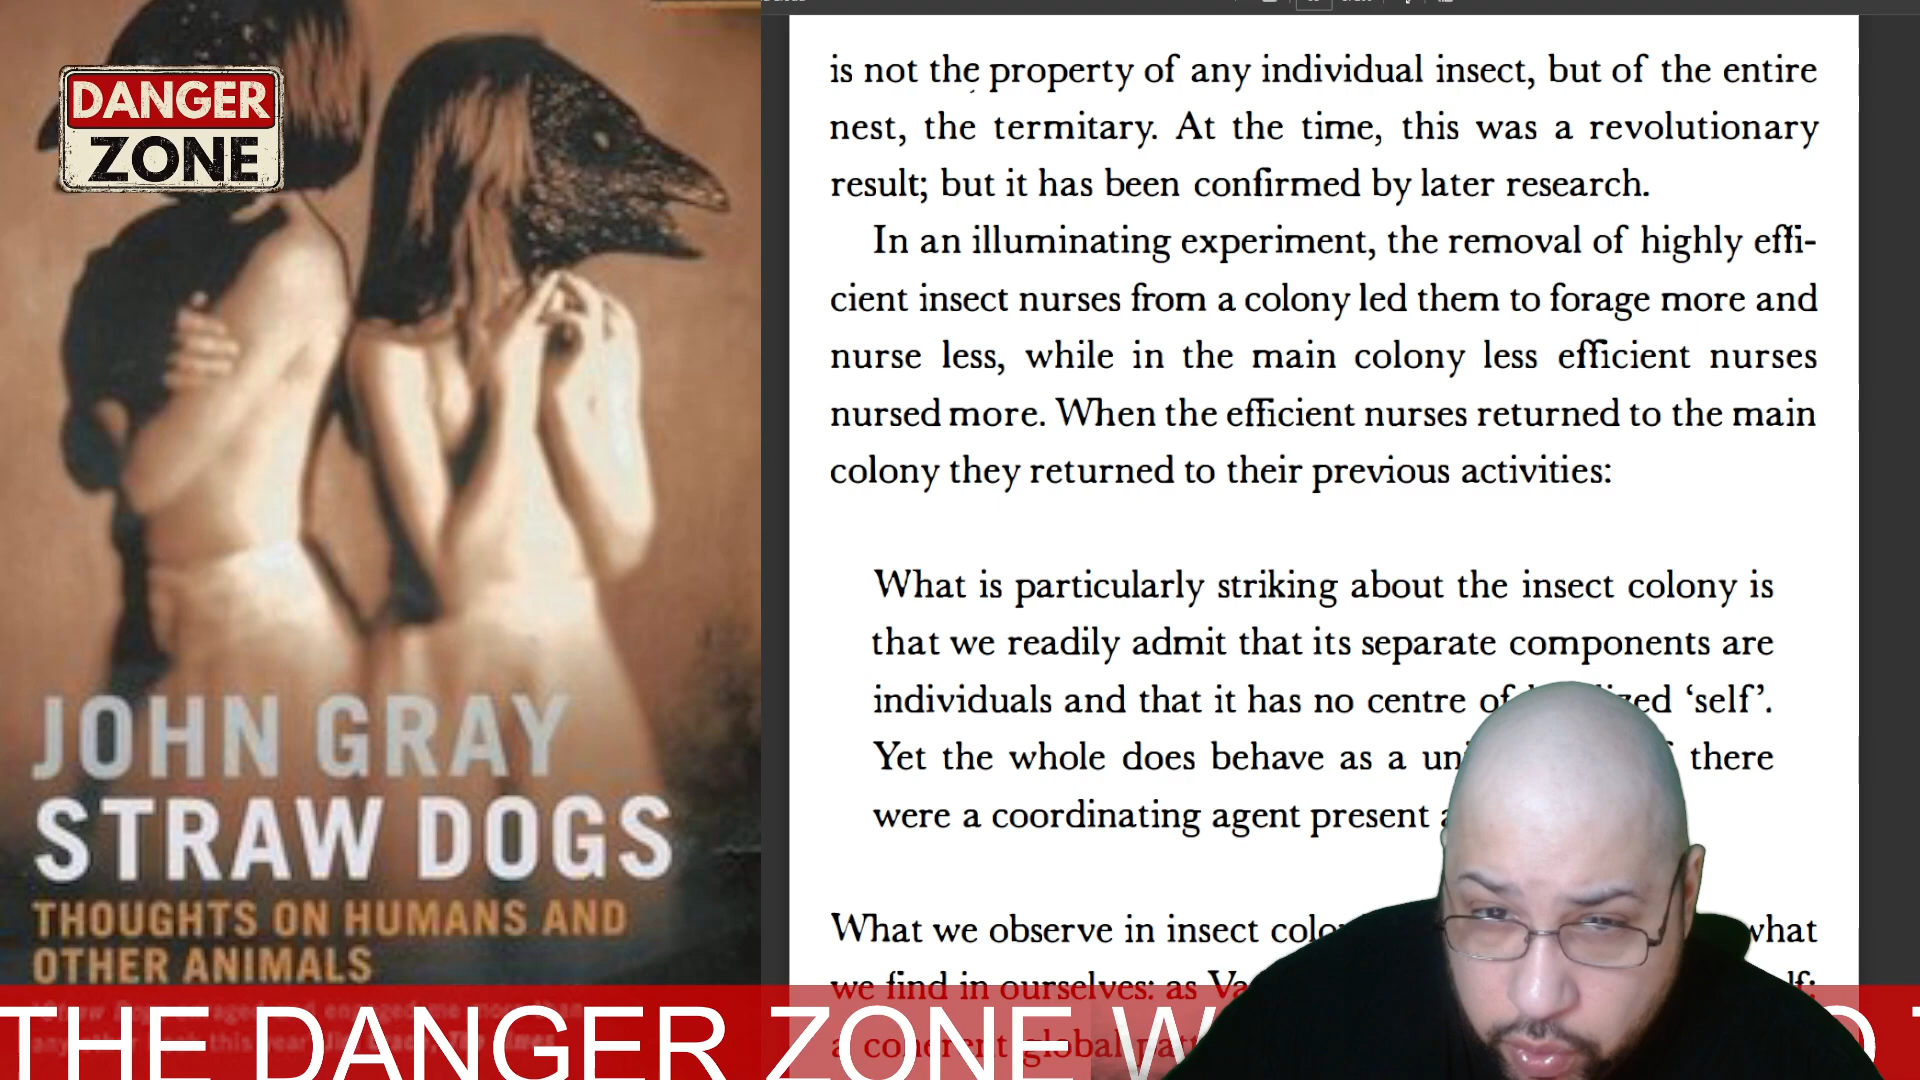 DANGER
ZONE
JOHN GRAY
STRAW DOGS
THOUGHTS ON HUMANS AND
OTHER ANIMALS
is not the property of any individual insect, but of the entire
nest, the termitary. At the time, this was a revolutionary
result; but it has been confirmed by later research.
In an illuminating experiment, the removal of highly effi-
cient insect nurses from a colony led them to forage more and
nurse less, while in the main colony less efficient nurses
nursed more. When the efficient nurses returned to the main
colony they returned to their previous activities:
What is particularly striking about the insect colony is
that we readily admit that its separate components are
individuals and that it has no centre of 'self'.
Yet the whole does behave as a there
were a coordinating agent present
What we observe in insect what
we find in ourselves: as
a coherent global
THE DANGER ZONE